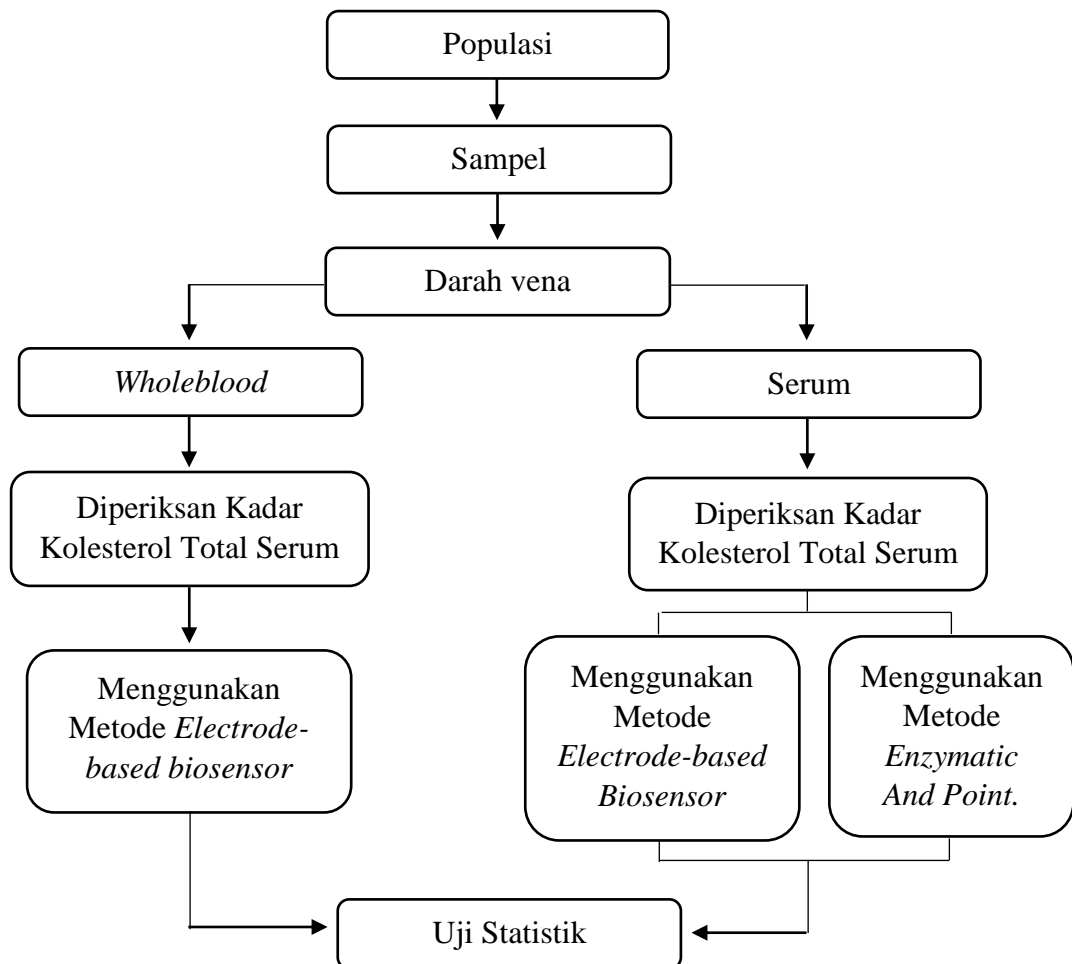 Populasi
Sampel
Darah vena
Wholeblood
Serum
Diperiksan Kadar
Kolesterol Total Serum
Diperiksan Kadar
Kolesterol Total Serum
Menggunakan
Metode Electrode-
based biosensor
Menggunakan
Metode
Electrode-based
Biosensor
Menggunakan
Metode
Enzymatic
And Point.
Uji Statistik